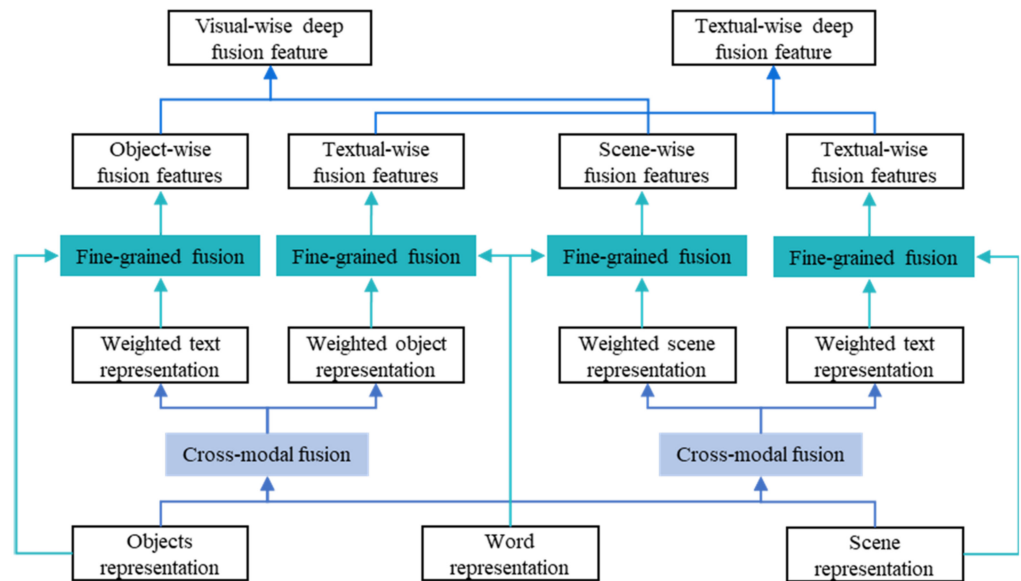 Visual-wise deep
fusion feature
Textual-wise deep
fusion feature
Object-wise
fusion features
Textual-wise
fusion features
Scene-wise
fusion features
Textual-wise
fusion features
Fine-grained fusion
Fine-grained fusion
Fine-grained fusion
Fine-grained fusion
Weighted text
representation
Weighted object
representation
Weighted scene
representation
Weighted text
representation
Cross-modal fusion
Cross-modal fusion
Objects
representation
Word
representation
Scene
representation